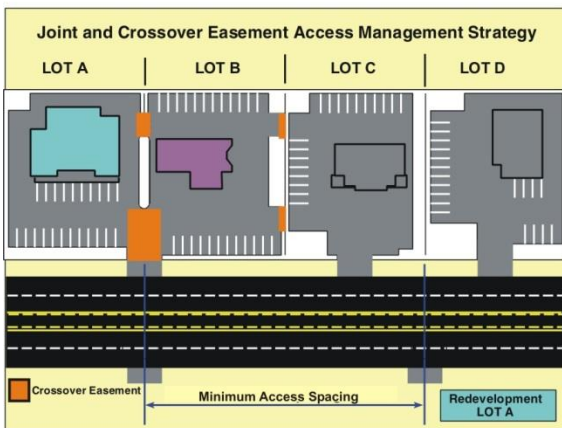 Joint and Crossover Easement Access Management Strategy
LOT A
LOT B
LOT C
LOT D
Crossover Easement
Minimum Access Spacing
Redevelopment
LOT A